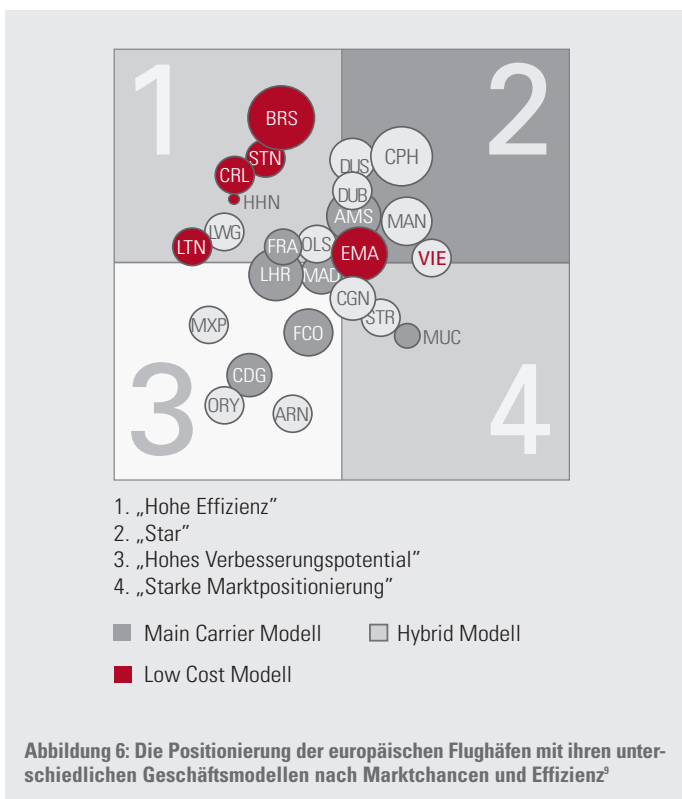 1
2
BRS
STN
DUS
CPH
CRL
HHN
DUB
AMS
MAN
LWG
LTN
FRA
OLS
EMA
VIE
LHR
MAD
CGN
STR
MXP
FCO
MUC
CDG
3
ORY
ARN
4
1. „Hohe Effizienz”
2. „Star”
3. „Hohes Verbesserungspotential”
4. „Starke Marktpositionierung”
Main Carrier Modell
Hybrid Modell
Low Cost Modell
Abbildung 6: Die Positionierung der europäischen Flughäfen mit ihren unter-
schiedlichen Geschäftsmodellen nach Marktchancen und Effizienz⁹